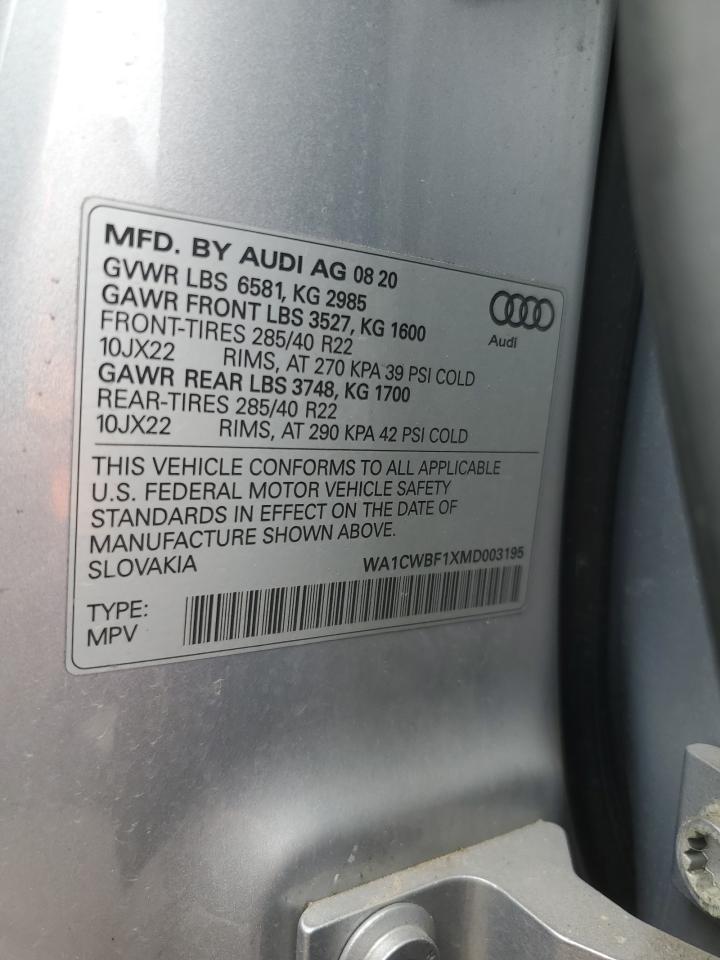 MFD. BY AUDI AG 08 20
GVWR LBS 6581, KG 2985
GAWR FRONT LBS 3527, KG 1600
FRONT-TIRES 285/40 R22
10JX22 RIMS, AT 270 KPA 39 PSI COLD
GAWR REAR LBS 3748, KG 1700
REAR-TIRES 285/40 R22
10JX22 RIMS, AT 290 KPA 42 PSI COLD
Audi
THIS VEHICLE CONFORMS TO ALL APPLICABLE
U.S. FEDERAL MOTOR VEHICLE SAFETY
STANDARDS IN EFFECT ON THE DATE OF
MANUFACTURE SHOWN ABOVE.
SLOVAKIA WA1CWBF1XMD003195
TYPE:
MPV